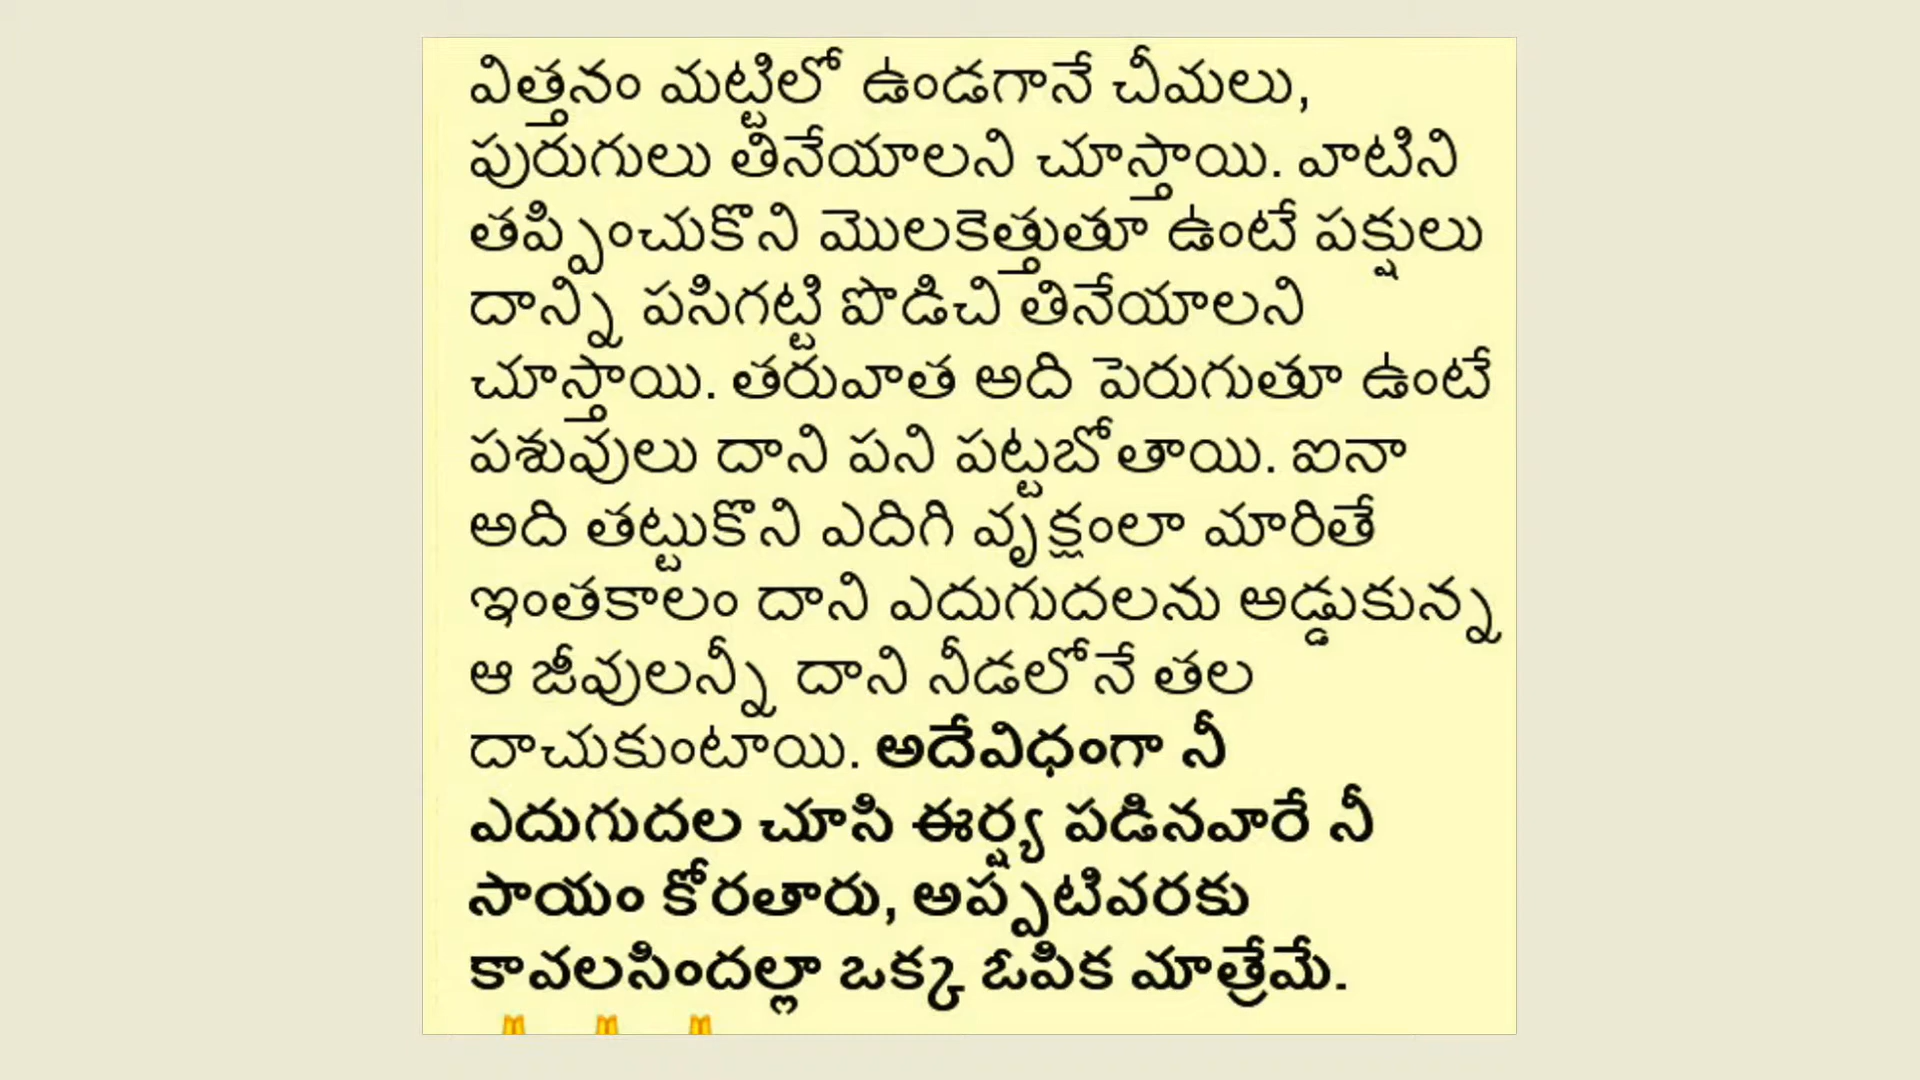 విత్తనం మట్టిలో ఉండగానే చీమలు,
పురుగులు తినేయాలని చూస్తాయి. వాటిని
తప్పించుకొని మొలకెత్తుతూ ఉంటే పక్షులు
దాన్ని పసిగట్టి పొడిచి తినేయాలని
చూస్తాయి. తరువాత అది పెరుగుతూ ఉంటే
పశువులు దాని పని పట్టబోతాయి. ఐనా
అది తట్టుకొని ఎదిగి వృక్షంలా మారితే
ఇంతకాలం దాని ఎదుగుదలను అడ్డుకున్న
ఆ జీవులన్నీ దాని నీడలోనే తల
దాచుకుంటాయి. అదేవిధంగా నీ
ఎదుగుదల చూసి ఈర్ష్య పడినవారే నీ
సాయం కోరతారు, అప్పటివరకు
కావలసిందల్లా ఒక్క ఓపిక మాత్రేమే.